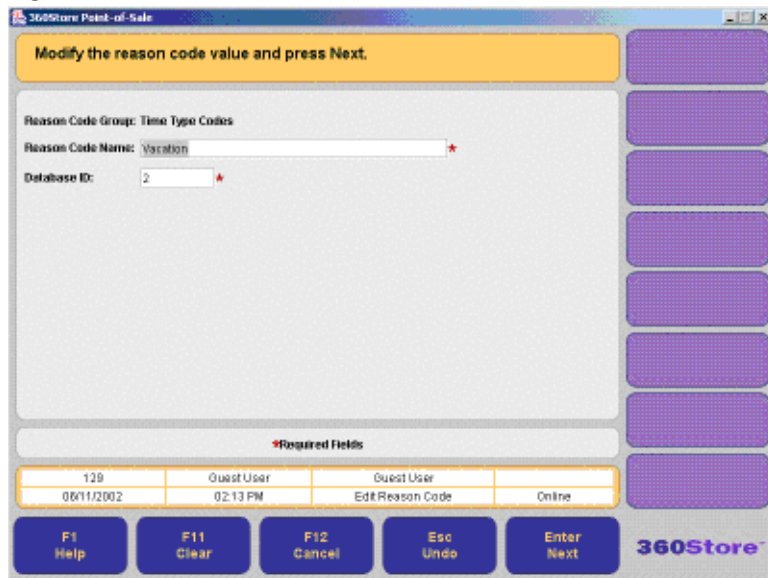 360Store Point-of-Sale
Modify the reason code value and press Next.
Reason Code Group: Time Type Codes
Reason Code Name: Vacation *
Database ID: 2 *
*Required Fields
129 Guest User Guest User
06/11/2002 02:13 PM Edit Reason Code Online
F1 F11 F12 Esc Enter
Help Clear Cancel Undo Next
360Store